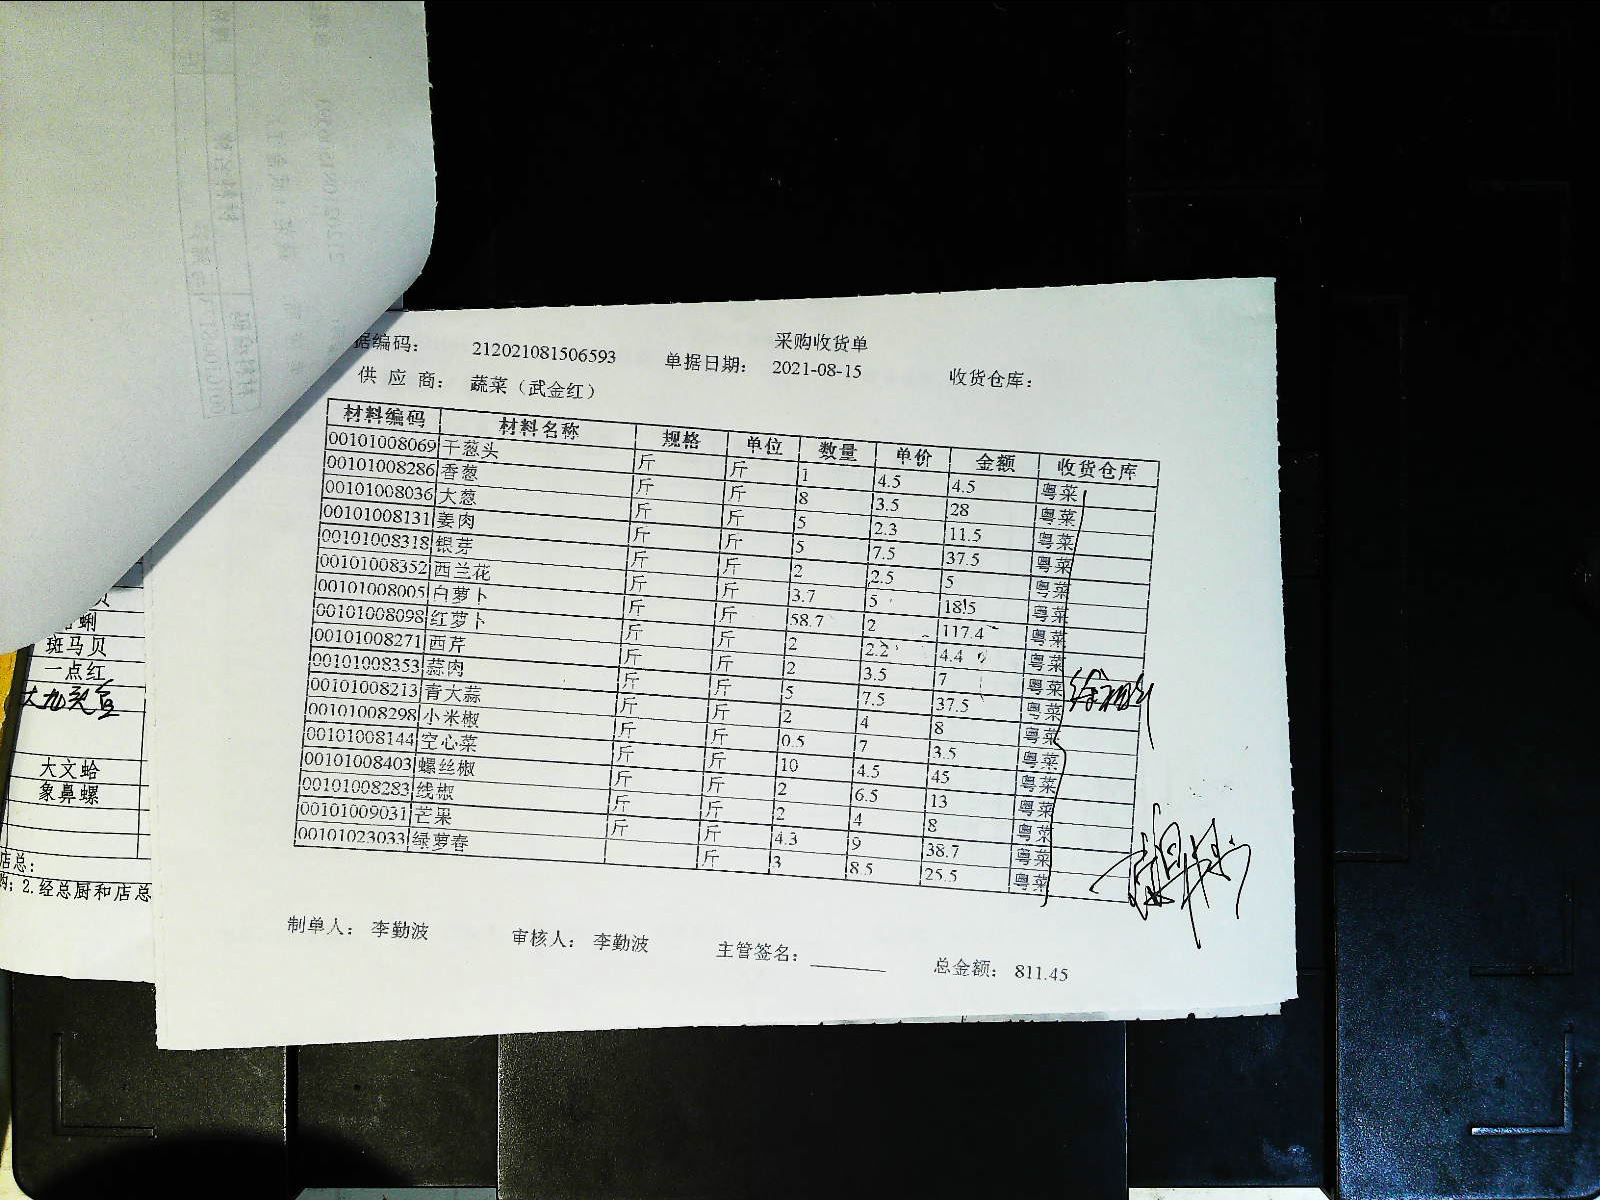 采购收货单
据编码： 212021081506593 单据日期： 2021-08-15 收货仓库：
供 应 商： 蔬菜（武金红）
材料编码 材料名称 规格 单位 数量 单价 金额 收货仓库
00101008069 干葱头 斤 斤 1 4.5 4.5 粤菜
00101008286 香葱 斤 斤 8 3.5 28 粤菜
00101008036 大葱 斤 斤 5 2.3 11.5 粤菜
00101008131 姜肉 斤 斤 5 7.5 37.5 粤菜
00101008318 银芽 斤 斤 2 2.5 5 粤菜
00101008352 西兰花 斤 斤 3.7 5 18.5 粤菜
00101008005 白萝卜 斤 斤 58.7 2 117.4 粤菜
00101008098 红萝卜 斤 斤 2 2.2 4.4 粤菜
00101008271 西芹 斤 斤 2 3.5 7 粤菜
00101008353 蒜肉 斤 斤 5 7.5 37.5 粤菜
00101008213 青大蒜 斤 斤 2 4 8 粤菜
00101008298 小米椒 斤 斤 0.5 7 3.5 粤菜
00101008144 空心菜 斤 斤 10 4.5 45 粤菜
00101008403 螺丝椒 斤 斤 2 6.5 13 粤菜
00101008283 线椒 斤 斤 2 4 8 粤菜
00101009031 芒果 斤 斤 4.3 9 38.7 粤菜
00101023033 绿萝春 斤 3 8.5 25.5 粤菜
制单人： 李勤波 审核人： 李勤波 主管签名： 总金额： 811.45
蜊
斑马贝
一点红
大文蛤
象鼻螺
店总：
购；2.经总厨和店总